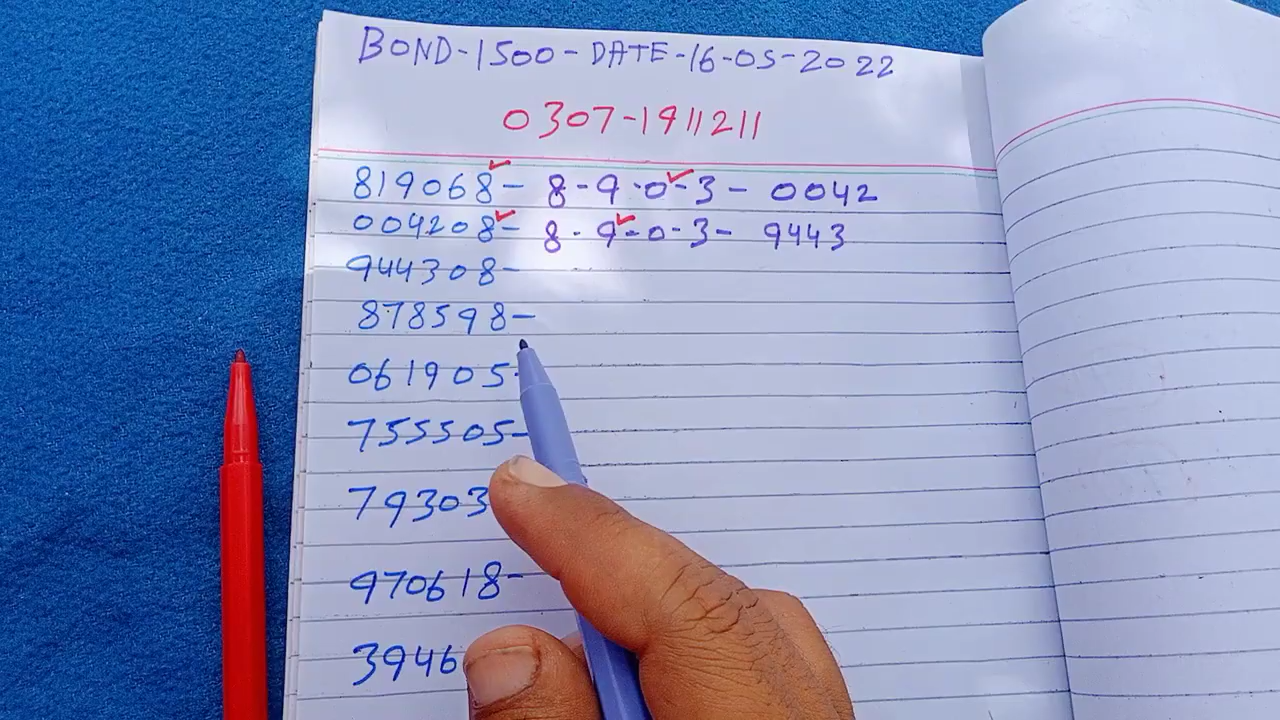 BOND-1500-DATE-16-05-2022
0307-1911211
819068- 8-9-0-3- 0042
004208- 8-9-0-3- 9443
944308-
878598-
061905-
755505-
79303
970618-
3946